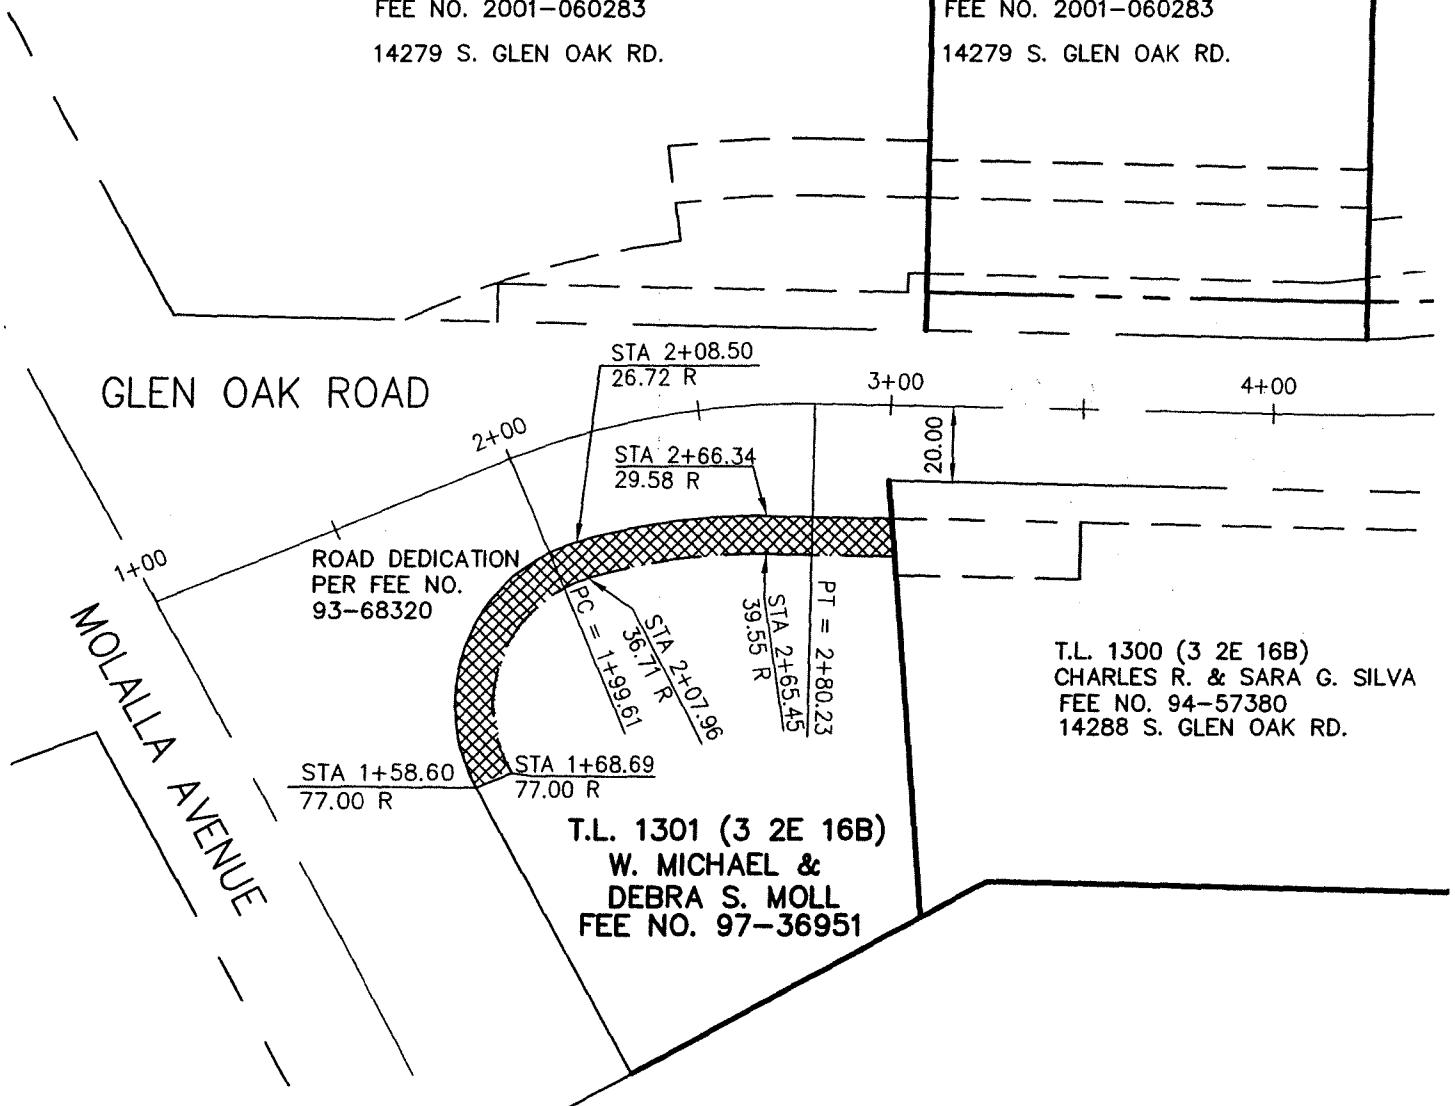 FEE NO. 2001-060283
14279 S. GLEN OAK RD.
FEE NO. 2001-060283
14279 S. GLEN OAK RD.
GLEN OAK ROAD
STA 2+08.50
26.72 R
3+00
4+00
2+00
STA 2+66.34
29.58 R
20.00
1+00
ROAD DEDICATION
PER FEE NO.
93-68320
MOLALLA AVENUE
PC = 1+99.61
STA 2+07.96
36.71 R
STA 2+65.45
39.55 R
PT = 2+80.23
T.L. 1300 (3 2E 16B)
CHARLES R. & SARA G. SILVA
FEE NO. 94-57380
14288 S. GLEN OAK RD.
STA 1+58.60
77.00 R
STA 1+68.69
77.00 R
T.L. 1301 (3 2E 16B)
W. MICHAEL &
DEBRA S. MOLL
FEE NO. 97-36951